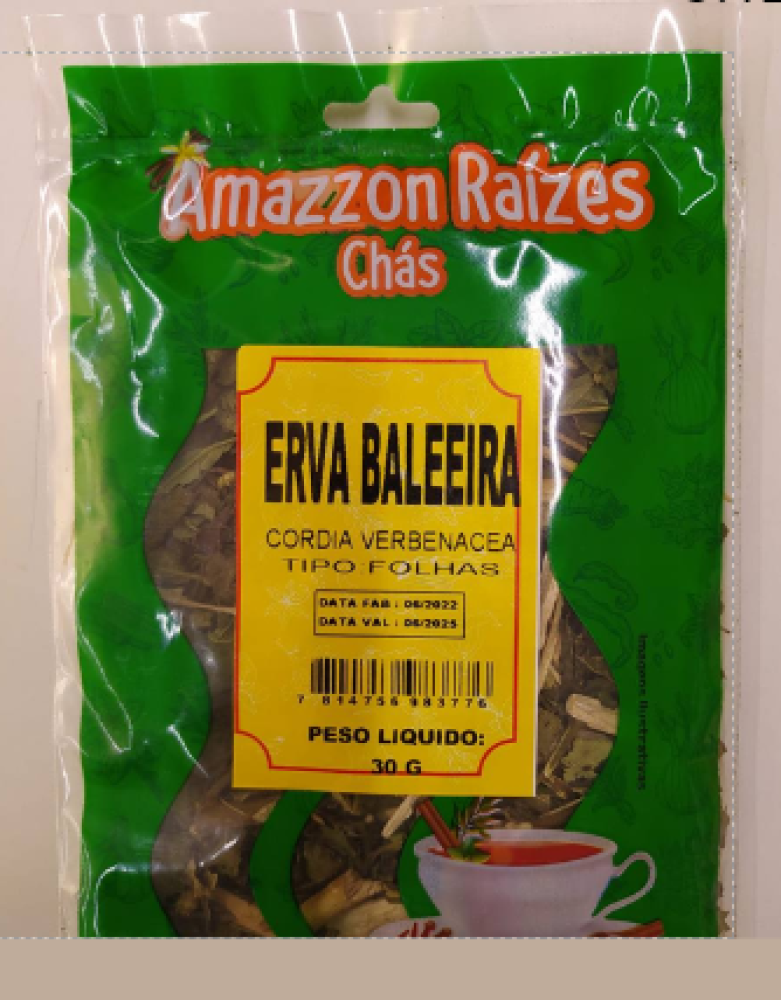 Amazzon Raízes
Chás
ERVA BALEEIRA
CORDIA VERBENACEA
TIPO:FOLHAS
DATA FAB : 06/2022
DATA VAL : 06/2025
7 814756 983776
PESO LIQUIDO:
30 G
Imagens ilustrativas